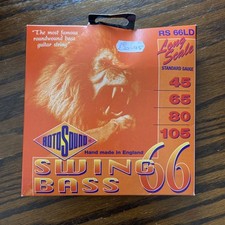 "The most famous
roundwound bass
guitar string"
RS 66LD
Long Scale
STANDARD GAUGE
45
65
80
105
ROTOSOUND
Hand made in England
SWING
BASS
66